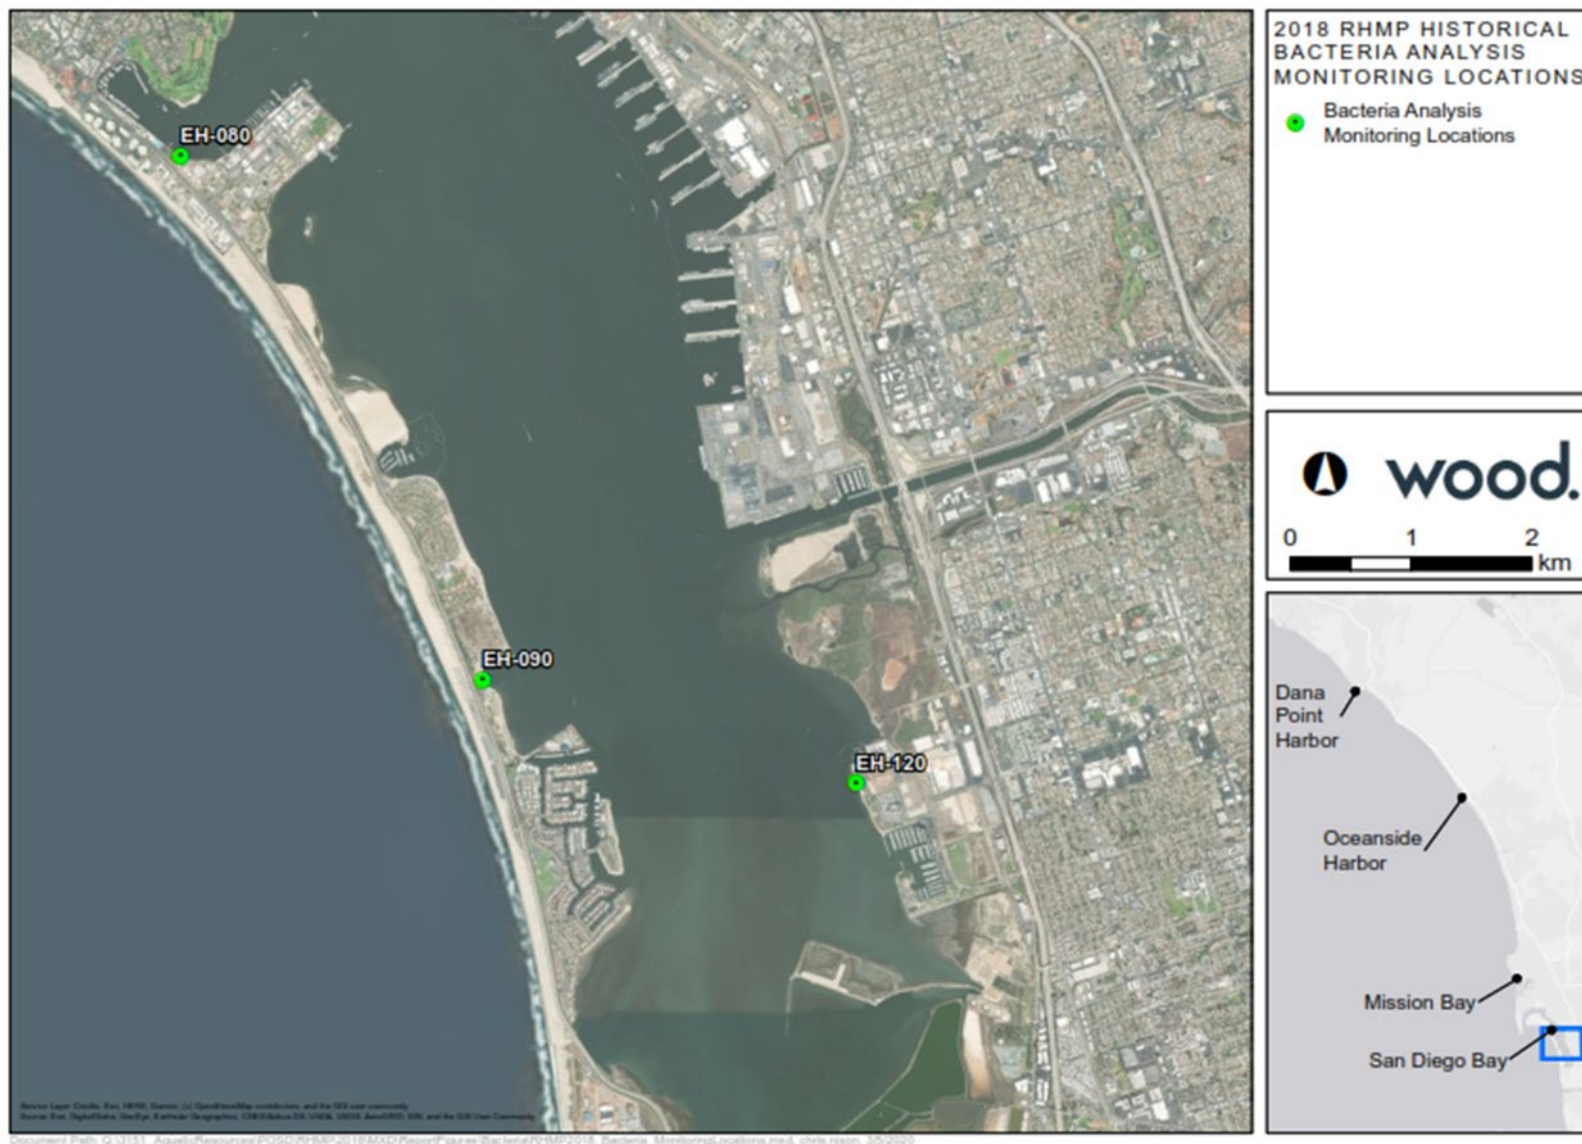 EH-080
EH-090
EH-120
2018 RHMP HISTORICAL
BACTERIA ANALYSIS
MONITORING LOCATIONS
Bacteria Analysis
Monitoring Locations
wood.
0 1 2
km
Dana
Point
Harbor
Oceanside
Harbor
Mission Bay
San Diego Bay